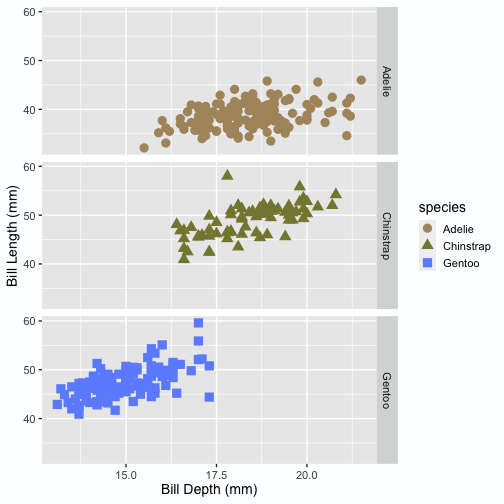 60
50
40
Adelie
60
50
40
Chinstrap
60
50
40
Gentoo
15.0 17.5 20.0
Bill Depth (mm)
Bill Length (mm)
species
Adelie
Chinstrap
Gentoo